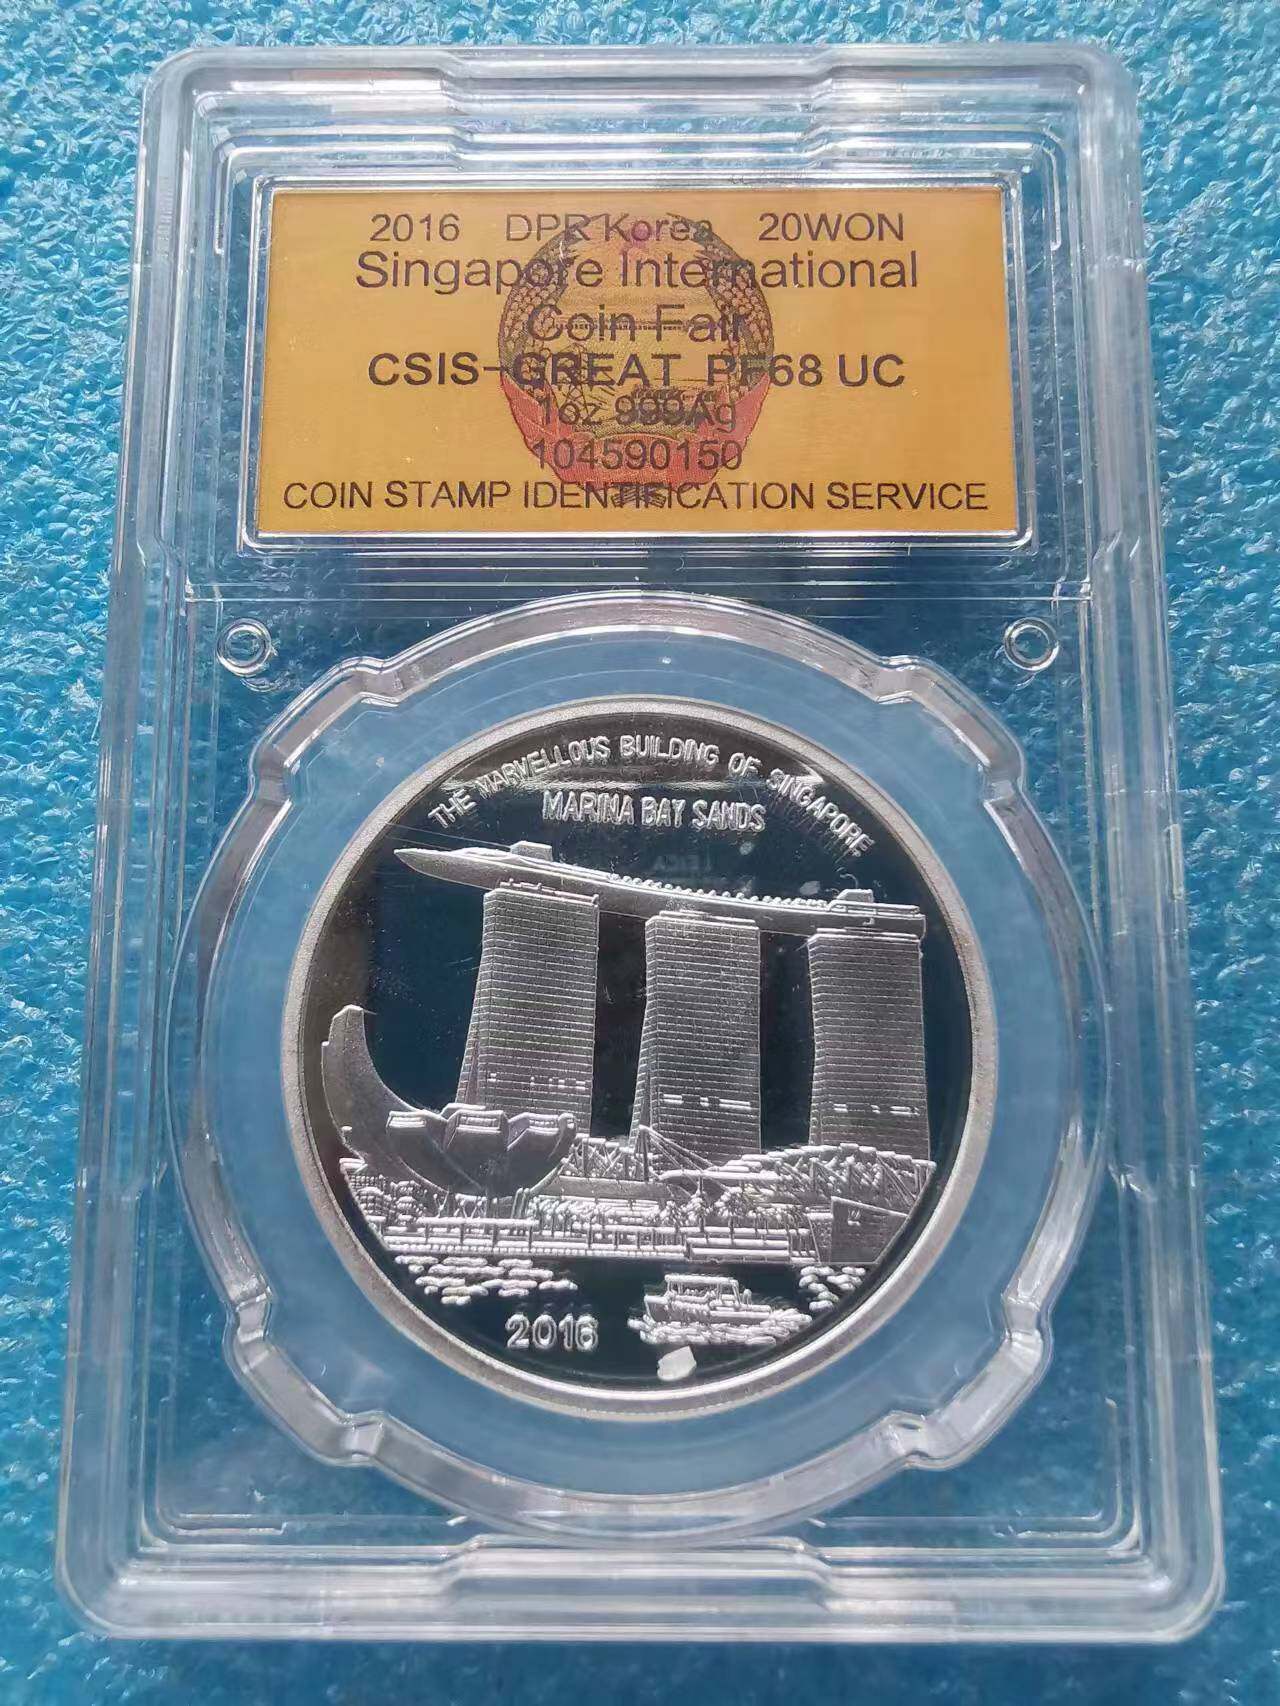 2016 DPR Korea 20WON
Singapore International
Coin Fair
CSIS-GREAT PF68 UC
1oz 999Ag
104590150
COIN STAMP IDENTIFICATION SERVICE
THE MARVELLOUS BUILDING OF SINGAPORE
MARINA BAY SANDS
2016